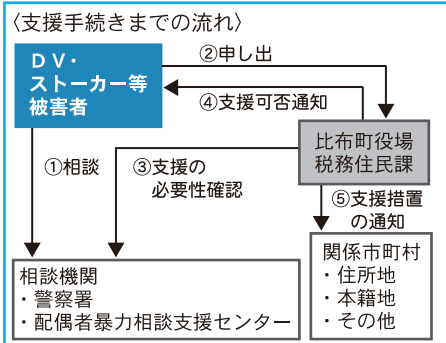 〈支援手続きまでの流れ〉
ＤＶ・
ストーカー等
被害者
②申し出
④支援可否通知
比布町役場
税務住民課
①相談
③支援の
必要性確認
⑤支援措置
の通知
相談機関
・警察署
・配偶者暴力相談支援センター
関係市町村
・住所地
・本籍地
・その他